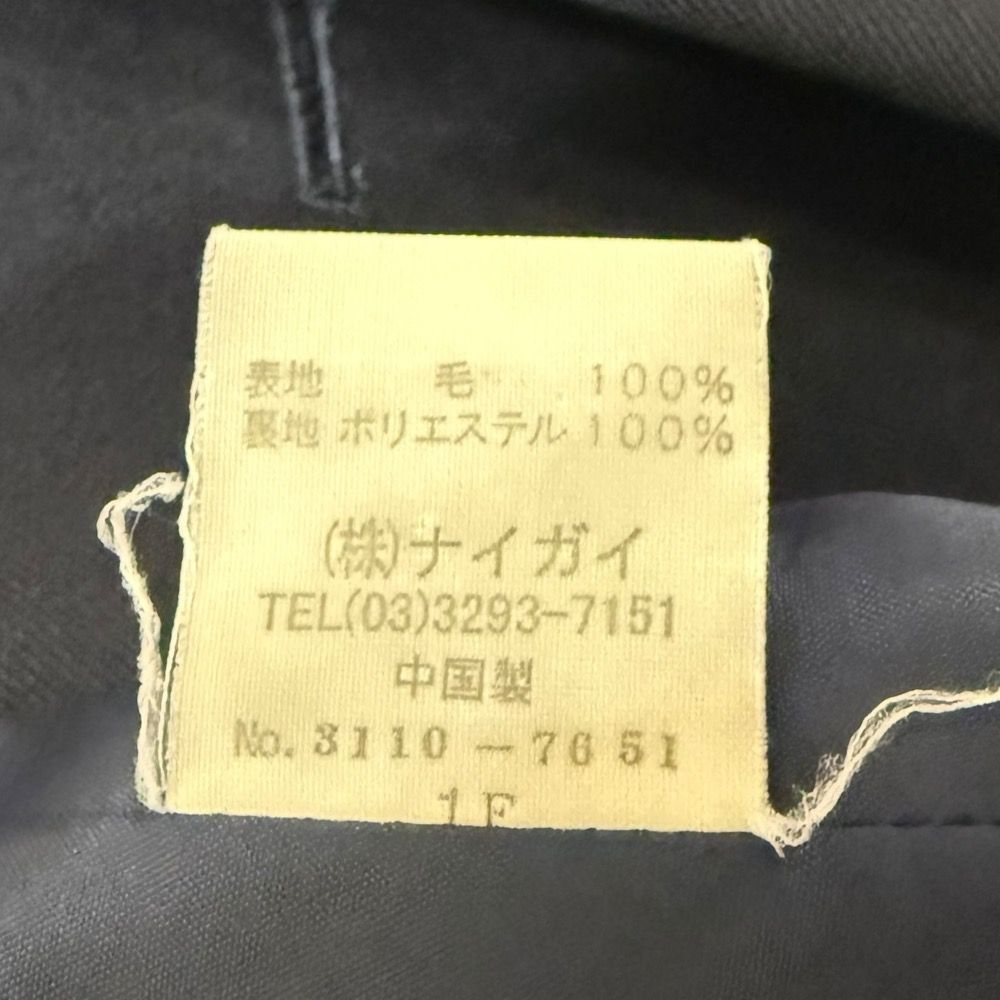 表地 毛 100%
裏地 ポリエステル 100%
(株)ナイガイ
TEL(03)3293-7151
中国製
No. 3110-7651
1F